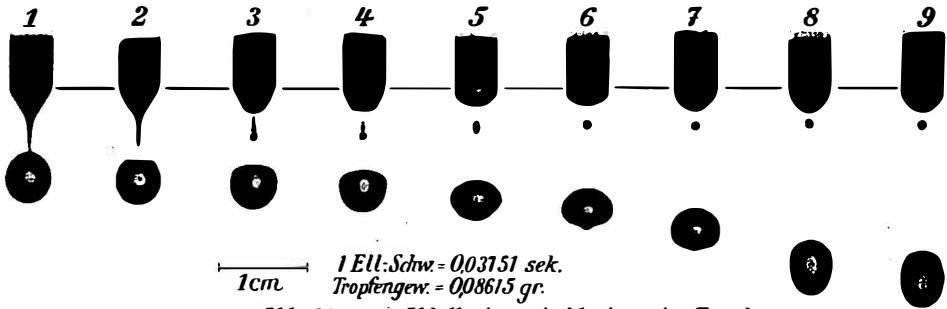 1 2 3 4 5 6 7 8 9
1 Ell:Schw. = 0,03151 sek.
1cm Tropfengew. = 0,08615 gr.